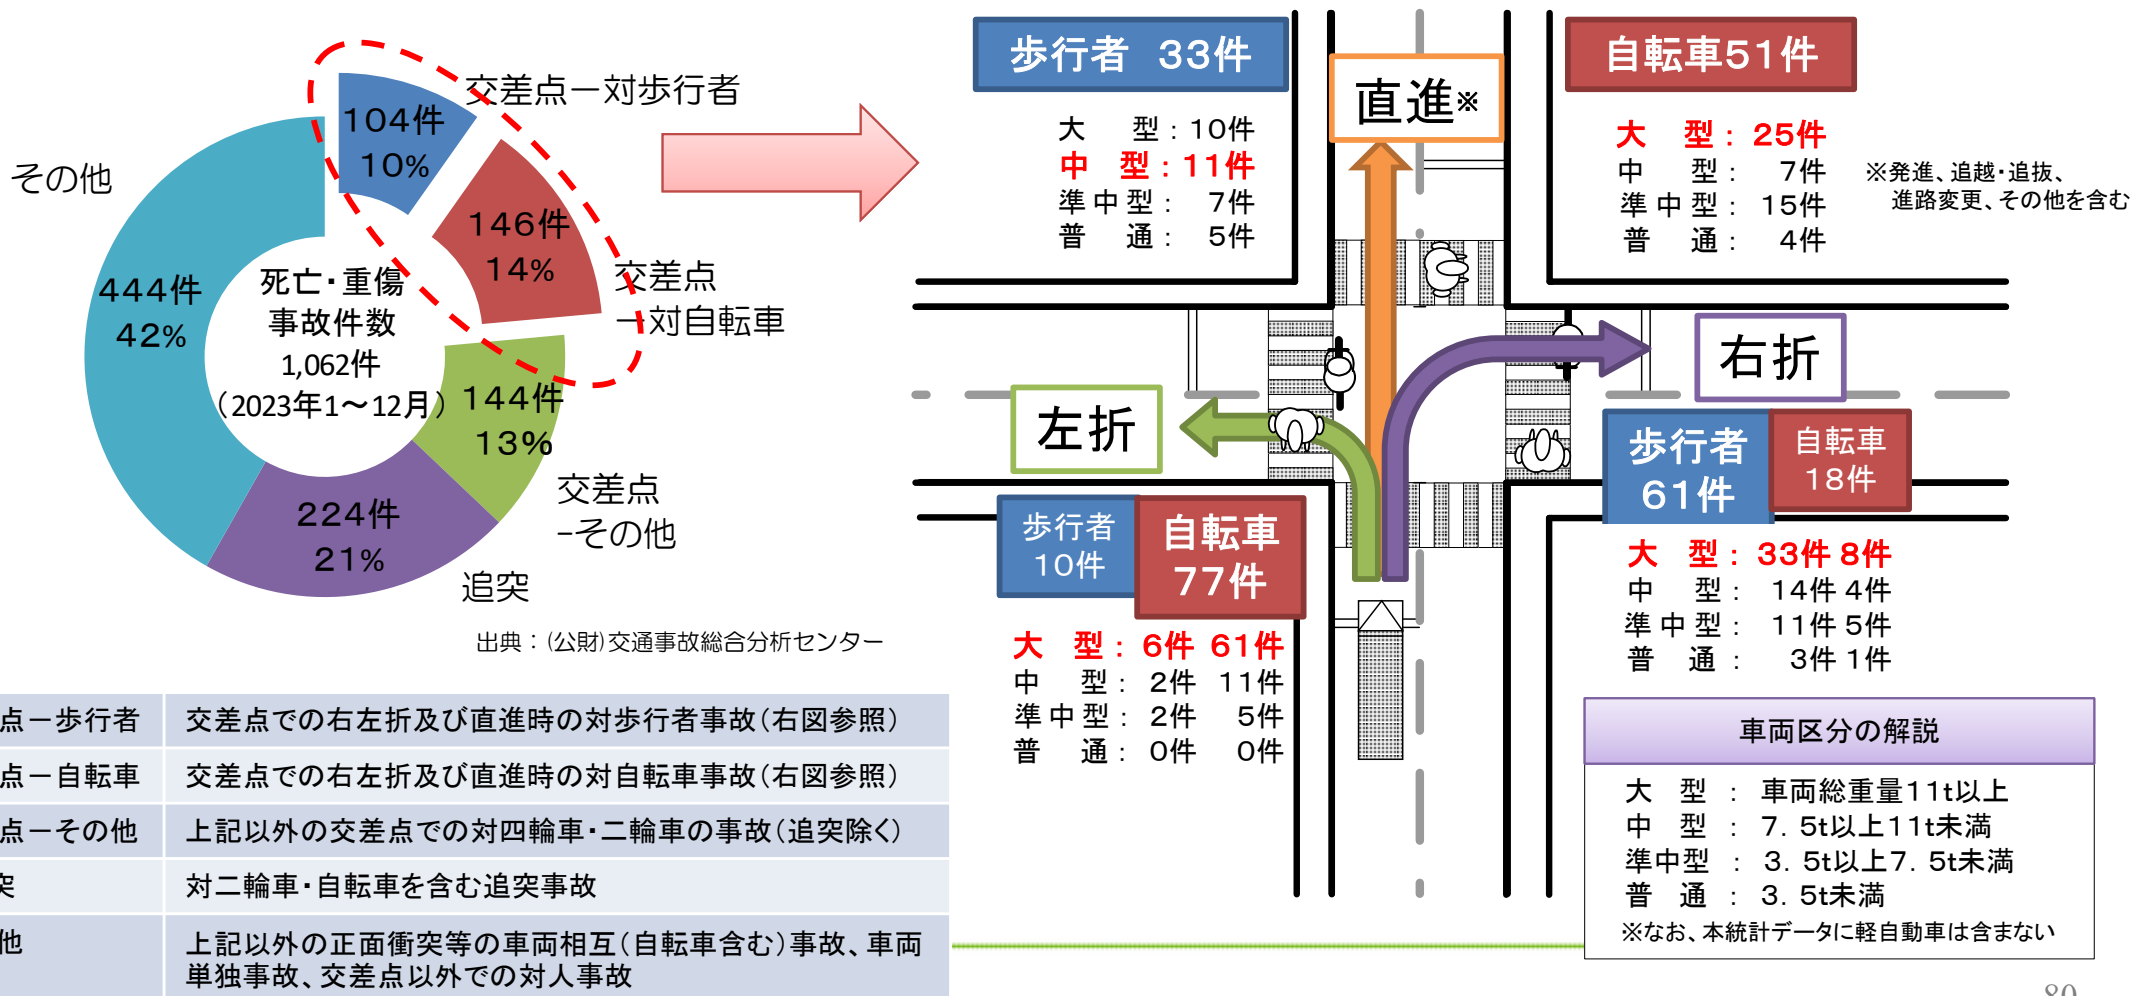 その他
104件
10%
交差点－対歩行者
146件
14%
交差点
－対自転車
444件
42%
死亡・重傷
事故件数
1,062件
（2023年1～12月）
144件
13%
交差点
-その他
224件
21%
追突
出典：(公財)交通事故総合分析センター
歩行者 33件
大型：10件
中型：11件
準中型：7件
普通：5件
直進※
自転車51件
大型：25件
中型：7件
準中型：15件
普通：4件
※発進、追越・追抜、
進路変更、その他を含む
左折
歩行者
10件
自転車
77件
大型：6件 61件
中型：2件 11件
準中型：2件 5件
普通：0件 0件
右折
歩行者
61件
自転車
18件
大型：33件 8件
中型：14件 4件
準中型：11件 5件
普通：3件 1件
点－歩行者 交差点での右左折及び直進時の対歩行者事故（右図参照）
点－自転車 交差点での右左折及び直進時の対自転車事故（右図参照）
点－その他 上記以外の交差点での対四輪車・二輪車の事故（追突除く）
突 対二輪車・自転車を含む追突事故
他 上記以外の正面衝突等の車両相互（自転車含む）事故、車両
単独事故、交差点以外での対人事故
車両区分の解説
大型：車両総重量11t以上
中型：7．5t以上11t未満
準中型：3．5t以上7．5t未満
普通：3．5t未満
※なお、本統計データに軽自動車は含まない
80